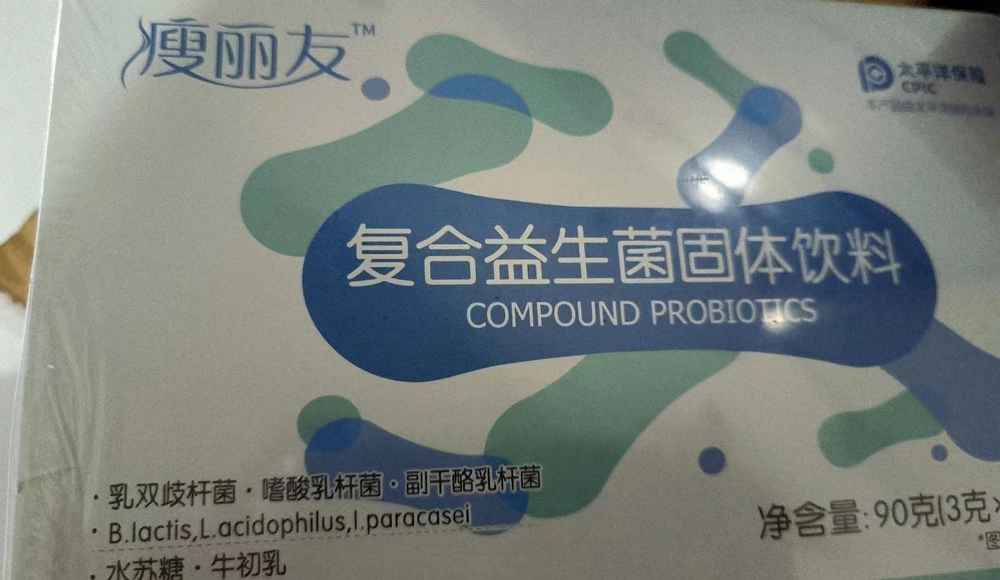 瘦丽友™
太平洋保险
CPIC
复合益生菌固体饮料
COMPOUND PROBIOTICS
·乳双歧杆菌·嗜酸乳杆菌·副干酪乳杆菌
·B.lactis,L.acidophilus,l.paracasei
·水苏糖·牛初乳
净含量:90克(3克×
*图